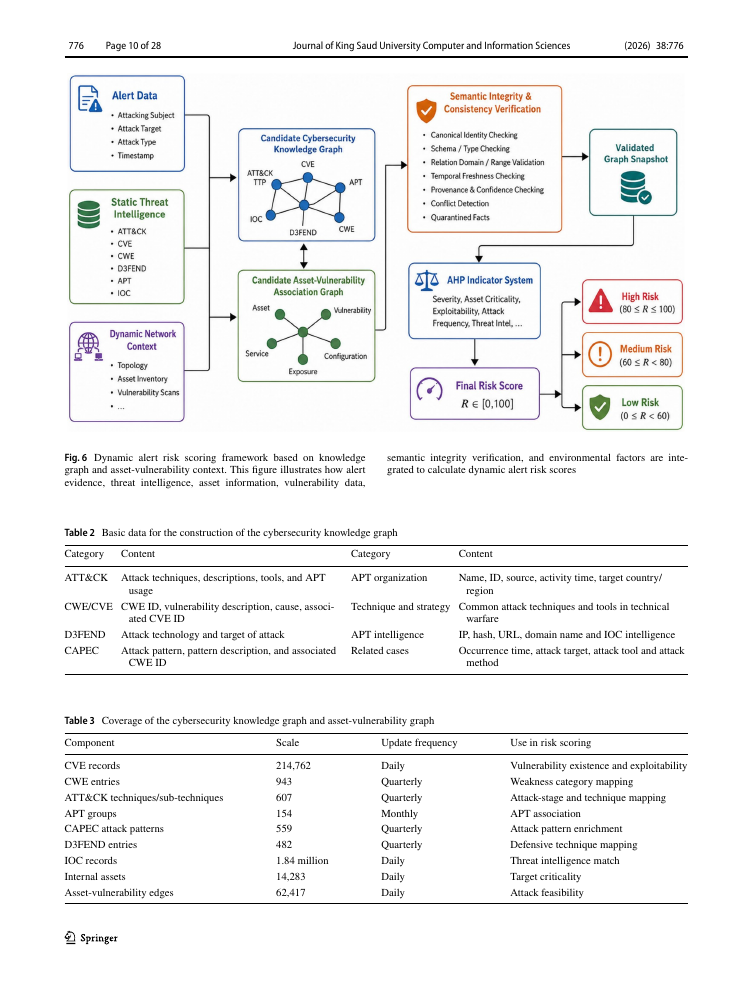 776 Page 10 of 28 Journal of King Saud University Computer and Information Sciences (2026) 38:776
Alert Data
• Attacking Subject
• Attack Target
• Attack Type
• Timestamp
Static Threat
Intelligence
• ATT&CK
• CVE
• CWE
• D3FEND
• APT
• IOC
Dynamic Network
Context
• Topology
• Asset Inventory
• Vulnerability Scans
• ...
Candidate Cybersecurity
Knowledge Graph
CVE
ATT&CK
TTP
APT
IOC
D3FEND
CWE
Candidate Asset-Vulnerability
Association Graph
Asset
Vulnerability
Service
Configuration
Exposure
Semantic Integrity &
Consistency Verification
• Canonical Identity Checking
• Schema / Type Checking
• Relation Domain / Range Validation
• Temporal Freshness Checking
• Provenance & Confidence Checking
• Conflict Detection
• Quarantined Facts
Validated
Graph Snapshot
AHP Indicator System
Severity, Asset Criticality,
Exploitability, Attack
Frequency, Threat Intel, ...
Final Risk Score
R ∈ [0,100]
High Risk
(80 ≤ R ≤ 100)
Medium Risk
(60 ≤ R < 80)
Low Risk
(0 ≤ R < 60)
Fig. 6 Dynamic alert risk scoring framework based on knowledge
graph and asset-vulnerability context. This figure illustrates how alert
evidence, threat intelligence, asset information, vulnerability data,
semantic integrity verification, and environmental factors are inte-
grated to calculate dynamic alert risk scores
Table 2 Basic data for the construction of the cybersecurity knowledge graph
Category Content Category Content
ATT&CK Attack techniques, descriptions, tools, and APT APT organization Name, ID, source, activity time, target country/
usage region
CWE/CVE CWE ID, vulnerability description, cause, associ- Technique and strategy Common attack techniques and tools in technical
ated CVE ID warfare
D3FEND Attack technology and target of attack APT intelligence IP, hash, URL, domain name and IOC intelligence
CAPEC Attack pattern, pattern description, and associated Related cases Occurrence time, attack target, attack tool and attack
CWE ID method
Table 3 Coverage of the cybersecurity knowledge graph and asset-vulnerability graph
Component Scale Update frequency Use in risk scoring
CVE records 214,762 Daily Vulnerability existence and exploitability
CWE entries 943 Quarterly Weakness category mapping
ATT&CK techniques/sub-techniques 607 Quarterly Attack-stage and technique mapping
APT groups 154 Monthly APT association
CAPEC attack patterns 559 Quarterly Attack pattern enrichment
D3FEND entries 482 Quarterly Defensive technique mapping
IOC records 1.84 million Daily Threat intelligence match
Internal assets 14,283 Daily Target criticality
Asset-vulnerability edges 62,417 Daily Attack feasibility
Springer